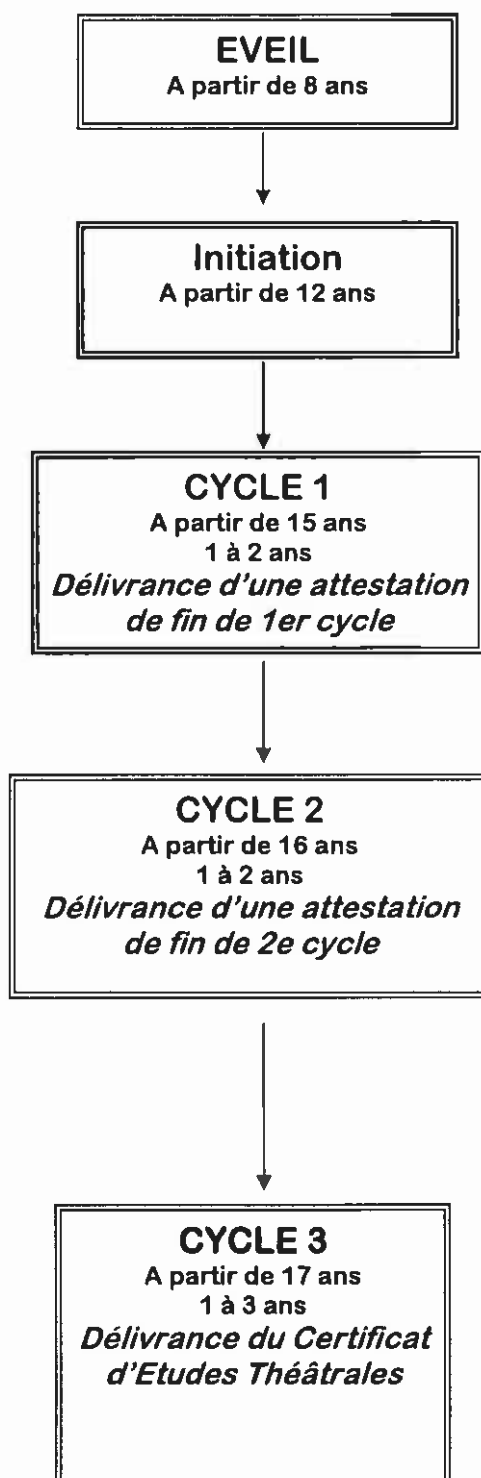 EVEIL
A partir de 8 ans
Initiation
A partir de 12 ans
CYCLE 1
A partir de 15 ans
1 à 2 ans
Délivrance d'une attestation
de fin de 1er cycle
CYCLE 2
A partir de 16 ans
1 à 2 ans
Délivrance d'une attestation
de fin de 2e cycle
CYCLE 3
A partir de 17 ans
1 à 3 ans
Délivrance du Certificat
d'Etudes Théâtrales